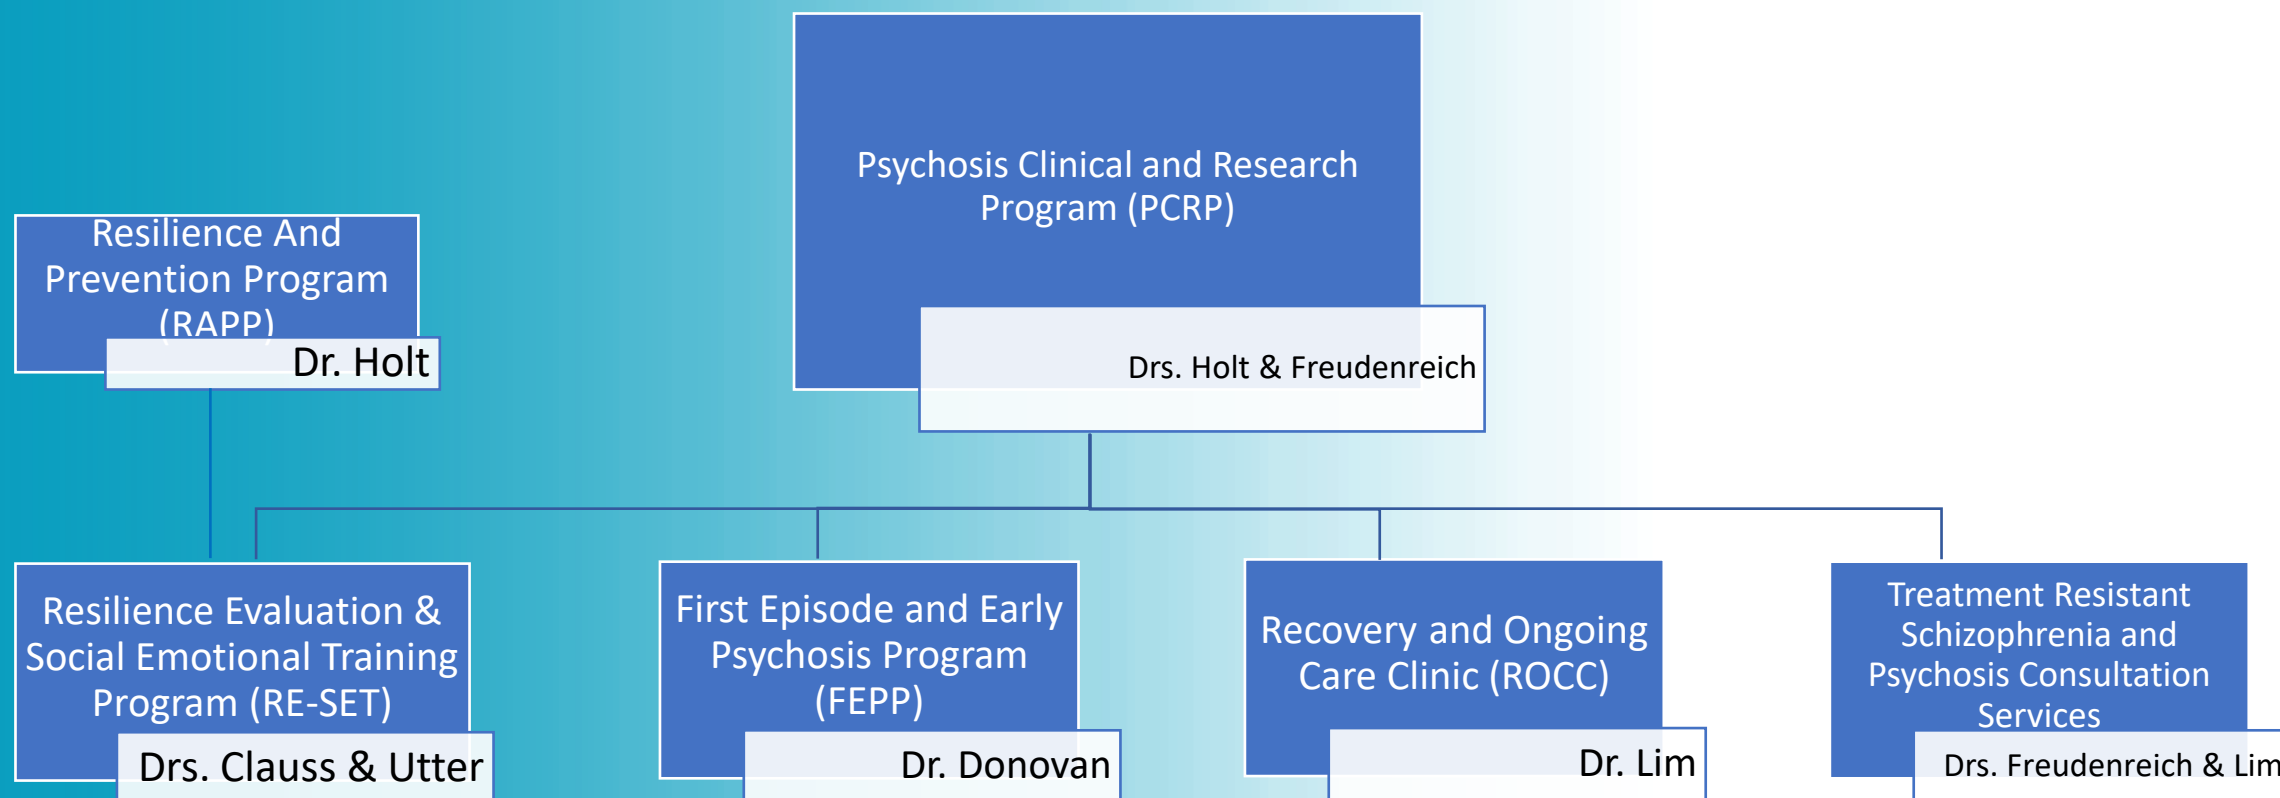 Psychosis Clinical and Research
Program (PCRP)
Drs. Holt & Freudenreich
Resilience And
Prevention Program
(RAPP)
Dr. Holt
Resilience Evaluation &
Social Emotional Training
Program (RE-SET)
Drs. Clauss & Utter
First Episode and Early
Psychosis Program
(FEPP)
Dr. Donovan
Recovery and Ongoing
Care Clinic (ROCC)
Dr. Lim
Treatment Resistant
Schizophrenia and
Psychosis Consultation
Services
Drs. Freudenreich & Lim